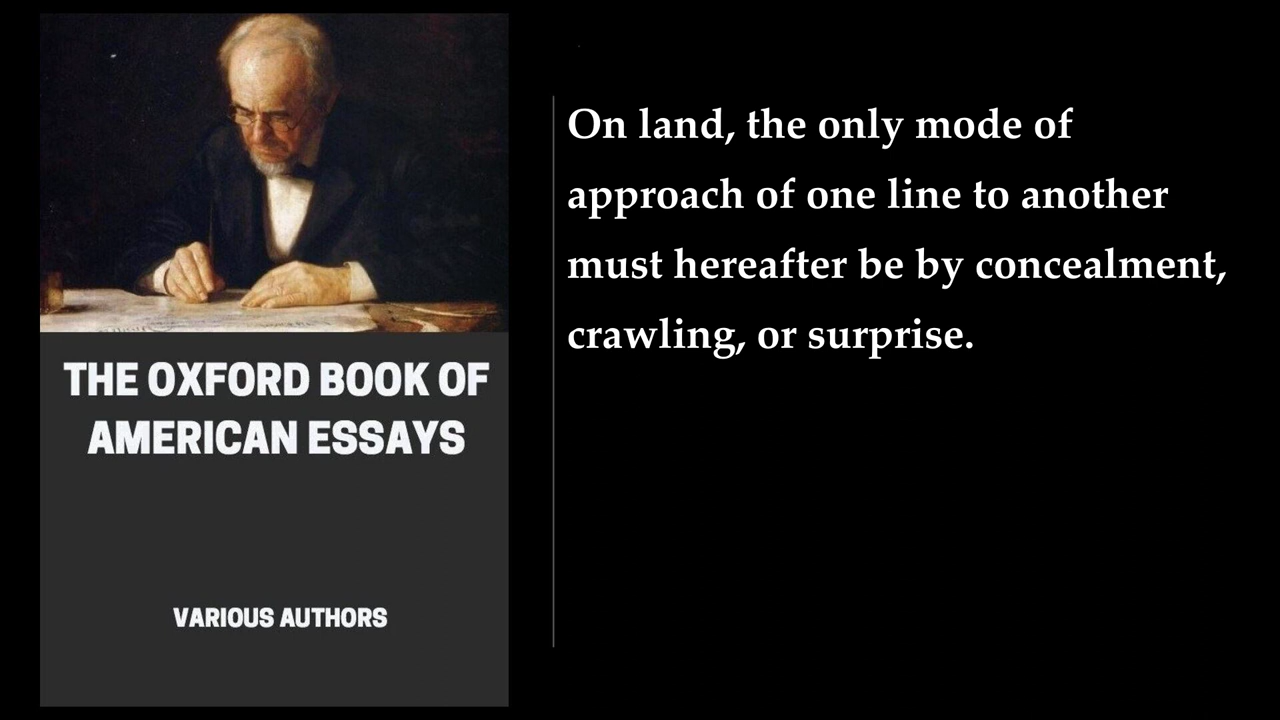 THE OXFORD BOOK OF
AMERICAN ESSAYS
VARIOUS AUTHORS
On land, the only mode of
approach of one line to another
must hereafter be by concealment,
crawling, or surprise.